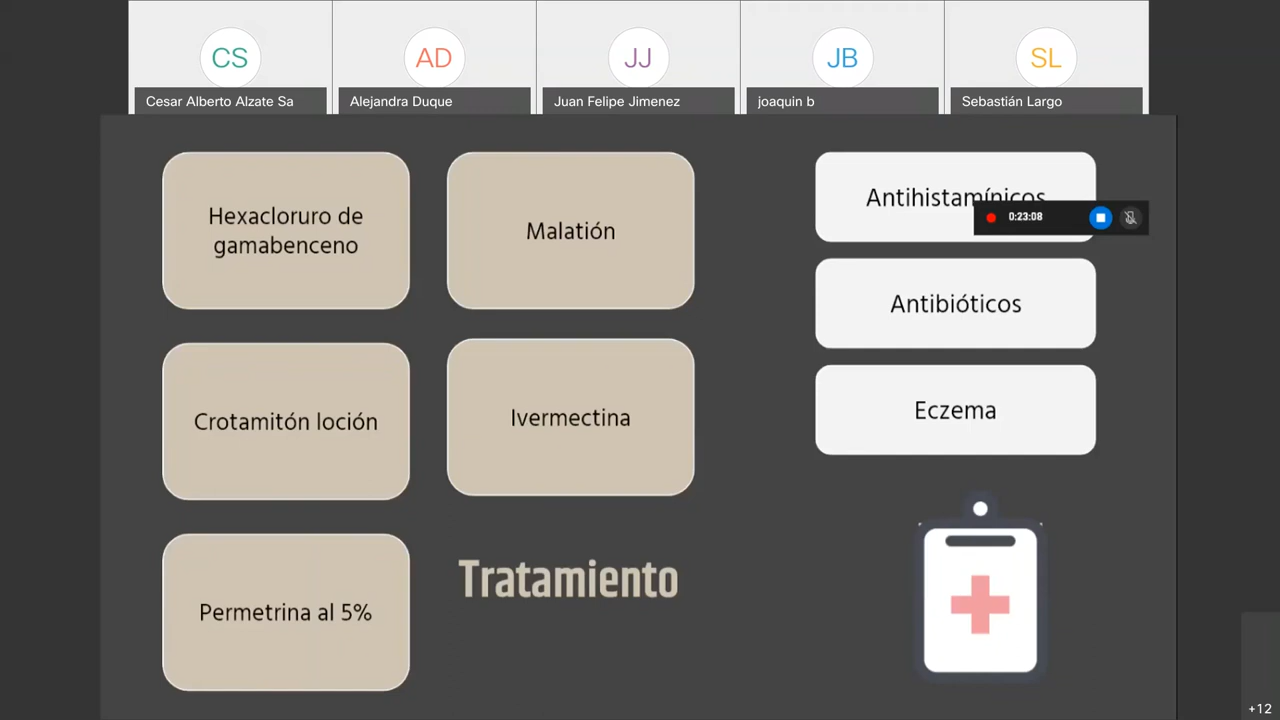 CS
AD
JJ
JB
SL
Cesar Alberto Alzate Sa
Alejandra Duque
Juan Felipe Jimenez
joaquin b
Sebastián Largo
Hexacloruro de
gamabenceno
Malatión
Antihistamínicos
0:23:08
Antibióticos
Eczema
Crotamitón loción
Ivermectina
Permetrina al 5%
Tratamiento
+12